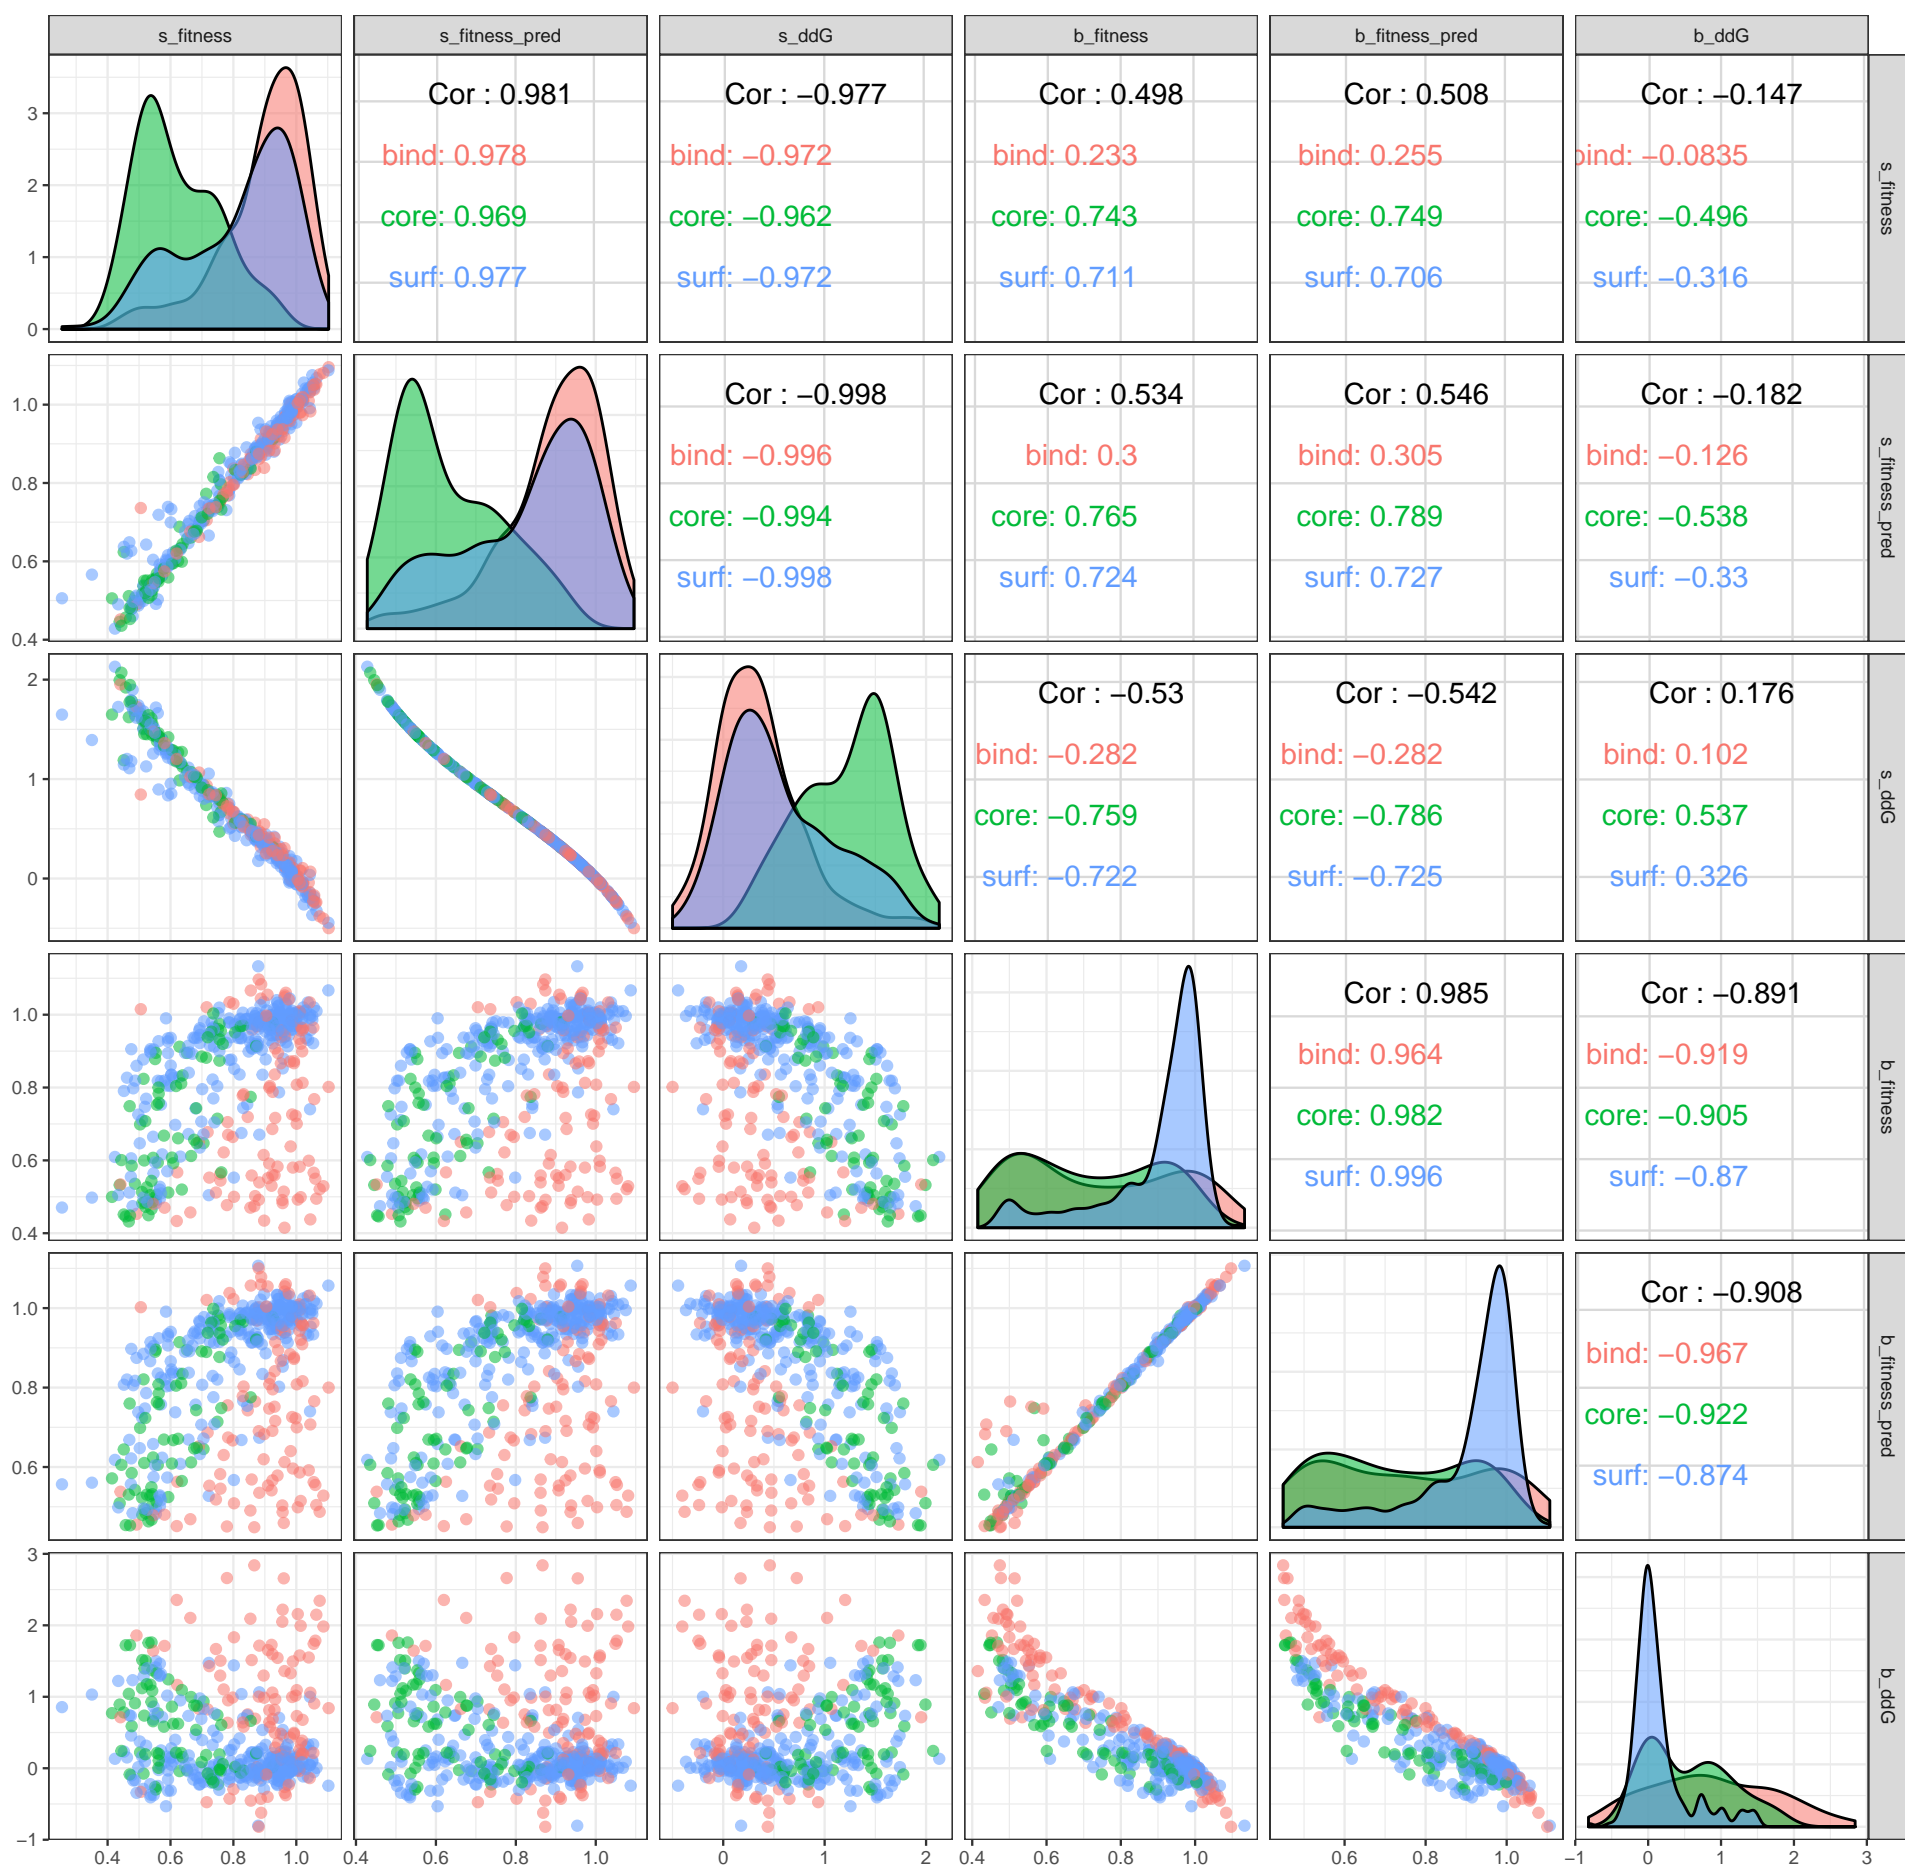 s_fitness
s_fitness_pred
s_ddG
b_fitness
b_fitness_pred
b_ddG
3
2
1
0
Cor : 0.981
bind: 0.978
core: 0.969
surf: 0.977
Cor : −0.977
bind: −0.972
core: −0.962
surf: −0.972
Cor : 0.498
bind: 0.233
core: 0.743
surf: 0.711
Cor : 0.508
bind: 0.255
core: 0.749
surf: 0.706
Cor : −0.147
bind: −0.0835
core: −0.496
surf: −0.316
s_fitness
1.0
0.8
0.6
0.4
Cor : −0.998
bind: −0.996
core: −0.994
surf: −0.998
Cor : 0.534
bind: 0.3
core: 0.765
surf: 0.724
Cor : 0.546
bind: 0.305
core: 0.789
surf: 0.727
Cor : −0.182
bind: −0.126
core: −0.538
surf: −0.33
s_fitness_pred
2
1
0
Cor : −0.53
bind: −0.282
core: −0.759
surf: −0.722
Cor : −0.542
bind: −0.282
core: −0.786
surf: −0.725
Cor : 0.176
bind: 0.102
core: 0.537
surf: 0.326
s_ddG
1.0
0.8
0.6
0.4
Cor : 0.985
bind: 0.964
core: 0.982
surf: 0.996
Cor : −0.891
bind: −0.919
core: −0.905
surf: −0.87
b_fitness
1.0
0.8
0.6
Cor : −0.908
bind: −0.967
core: −0.922
surf: −0.874
b_fitness_pred
3
2
1
0
−1
b_ddG
0.4 0.6 0.8 1.0
0.4 0.6 0.8 1.0
0 1 2
0.4 0.6 0.8 1.0
0.6 0.8 1.0
−1 0 1 2 3